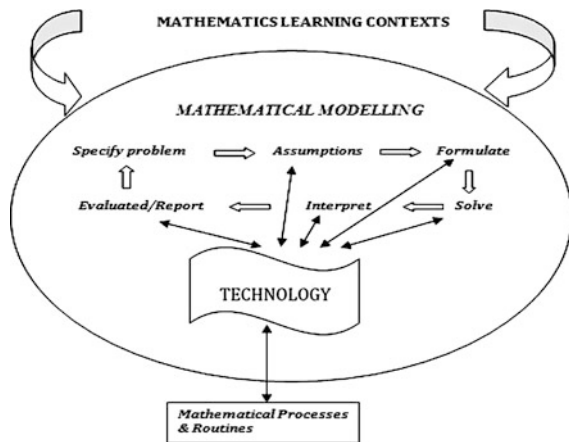 MATHEMATICS LEARNING CONTEXTS
MATHEMATICAL MODELLING
Specify problem
Assumptions
Formulate
Evaluated/Report
Interpret
Solve
TECHNOLOGY
Mathematical Processes
& Routines